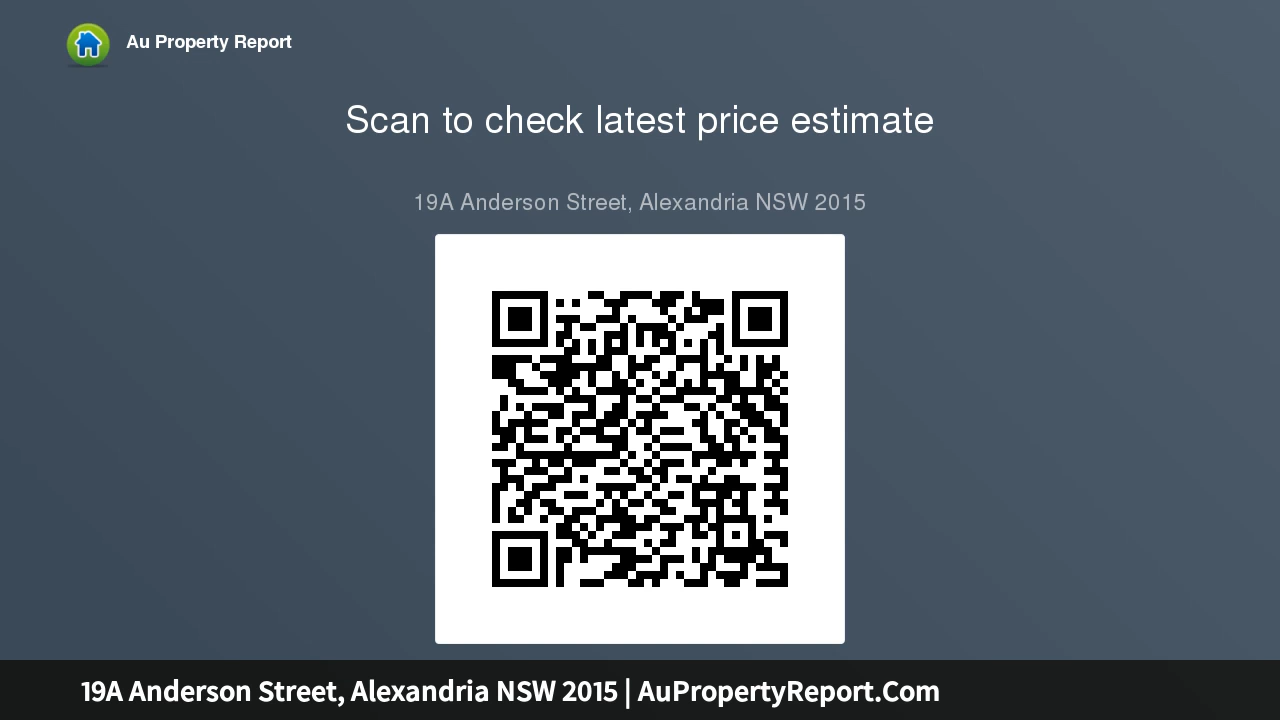 Au Property Report
Scan to check latest price estimate
19A Anderson Street, Alexandria NSW 2015
19A Anderson Street, Alexandria NSW 2015 | AuPropertyReport.Com